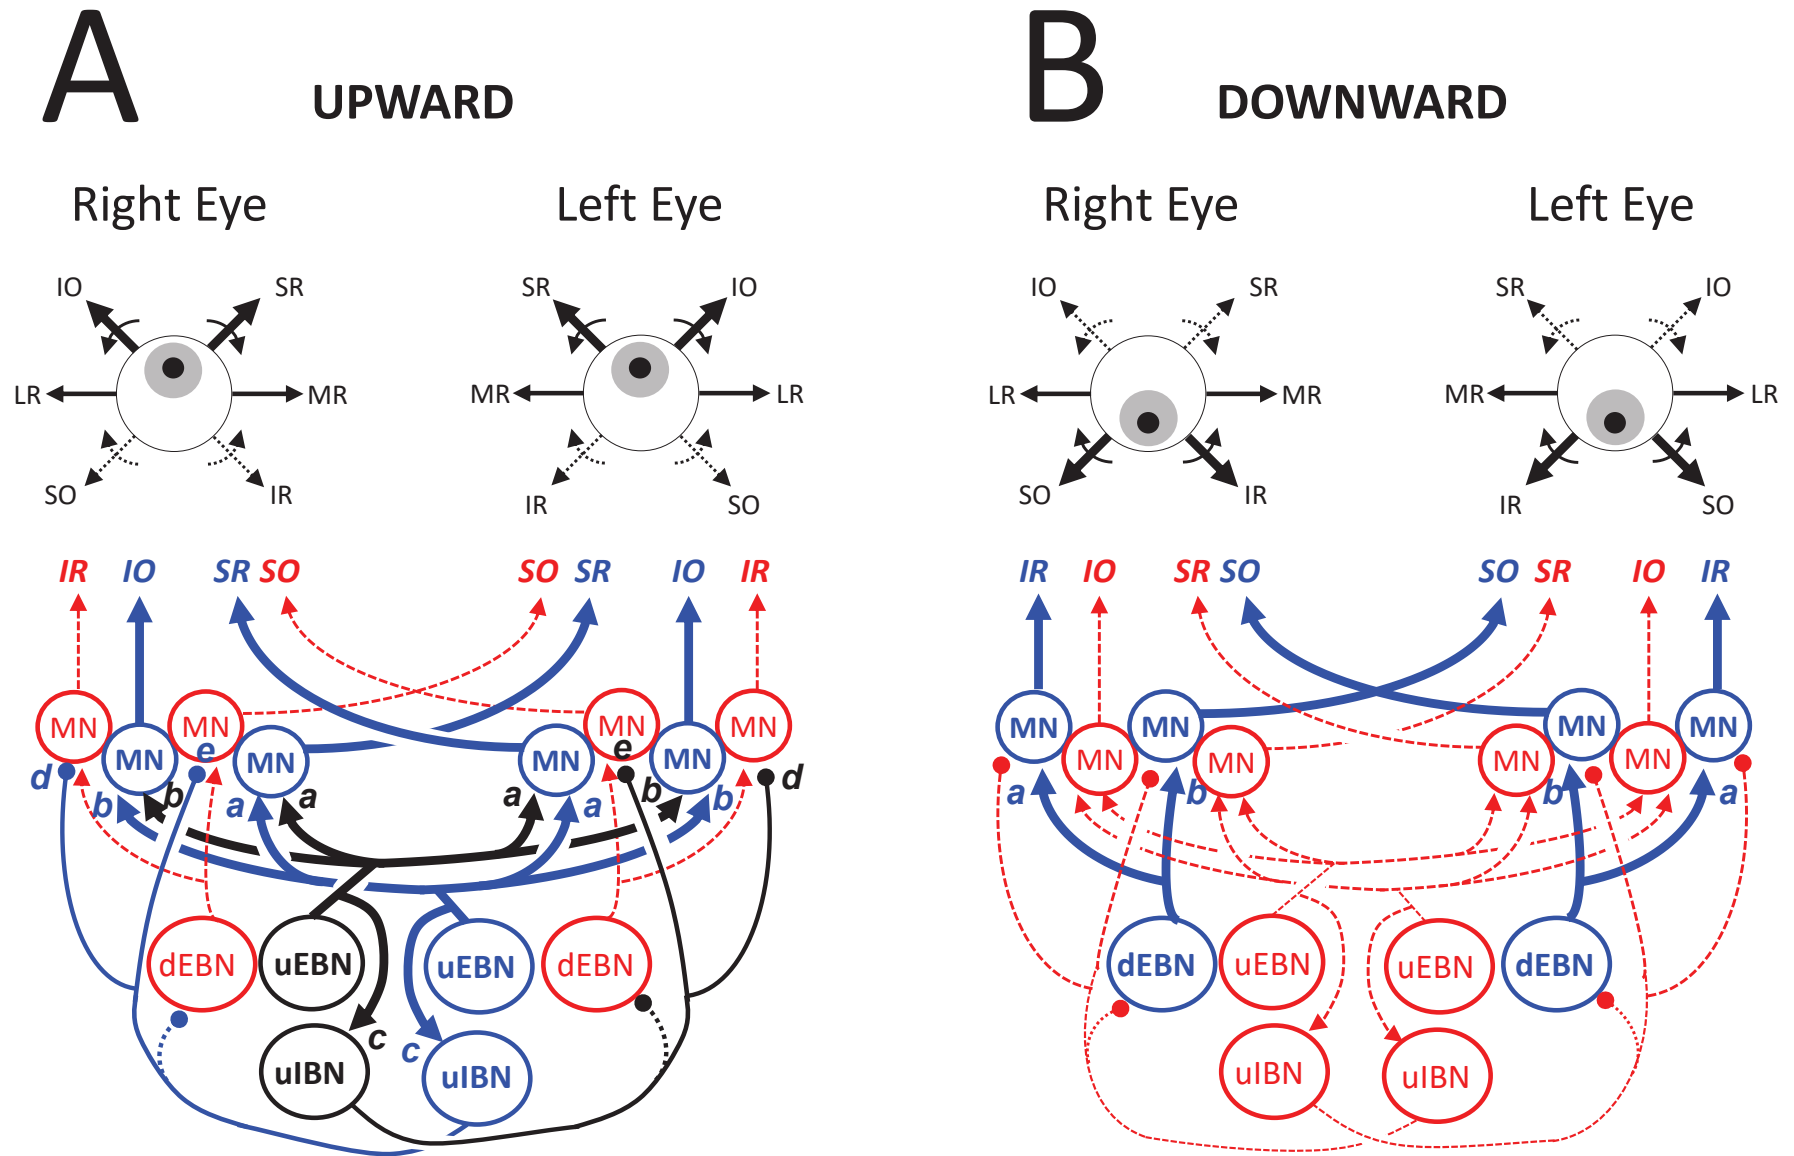 A
UPWARD
B
DOWNWARD
Right Eye
Left Eye
Right Eye
Left Eye
IO
SR
SR
IO
IO
SR
SR
IO
LR
MR
MR
LR
LR
MR
MR
LR
SO
IR
IR
SO
SO
IR
IR
SO
IR IO SR SO SO SR IO IR
IR IO SR SO SO SR IO IR
MN MN MN MN MN MN MN MN
MN MN MN MN MN MN MN MN
d b b e a a a a e b b d
a b b a
dEBN uEBN uEBN dEBN
dEBN uEBN uEBN dEBN
c c
uIBN uIBN
uIBN uIBN